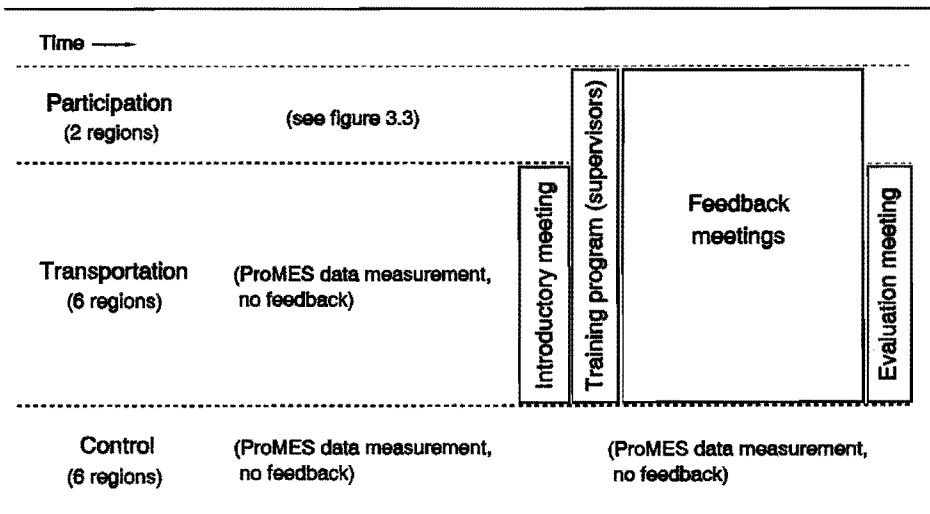 Time
Participation
(2 regions)
(see figure 3.3)
Transportation
(6 regions)
(ProMES data measurement,
no feedback)
Introductory meeting
Training program (supervisors)
Feedback
meetings
Evaluation meeting
Control
(6 regions)
(ProMES data measurement,
no feedback)
(ProMES data measurement,
no feedback)